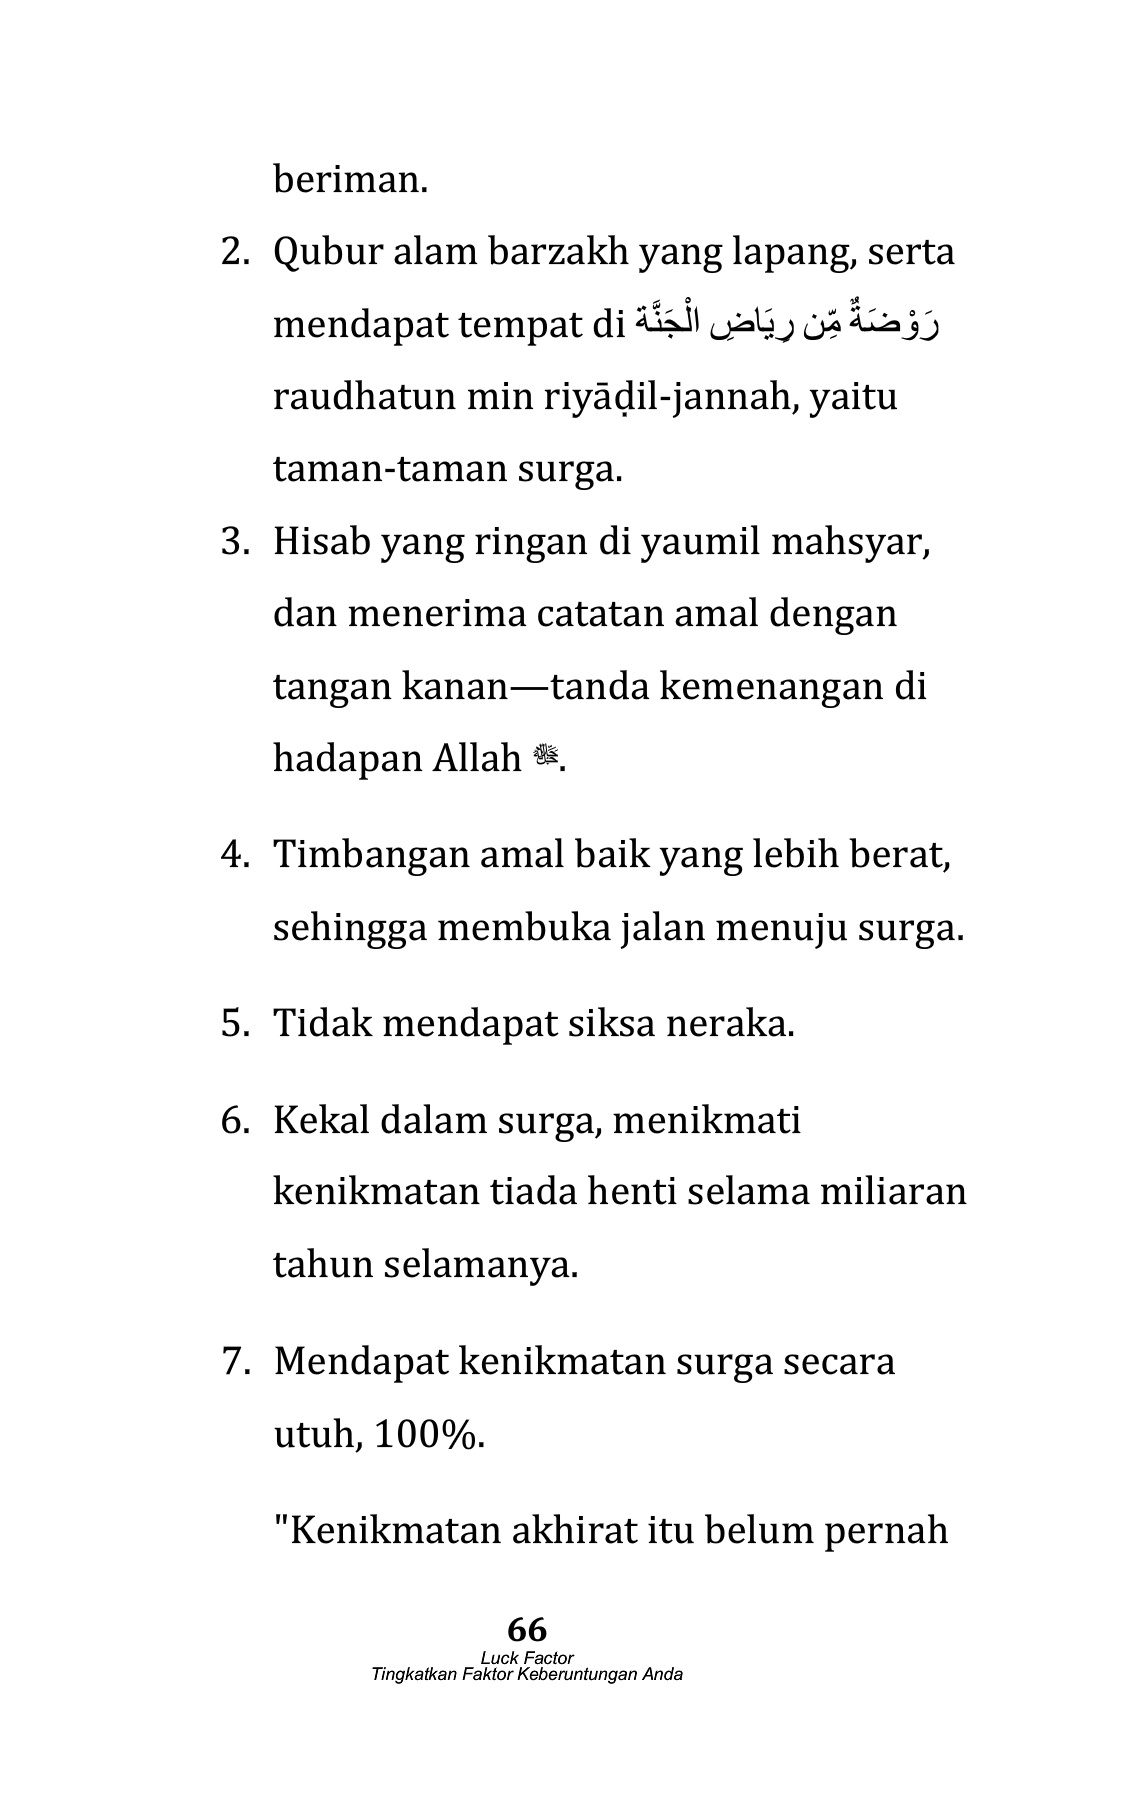 beriman.
2. Qubur alam barzakh yang lapang, serta
mendapat tempat di رَوْضَةٌ مِّن رِيَاضِ الْجَنَّة
raudhatun min riyāḍil-jannah, yaitu
taman-taman surga.
3. Hisab yang ringan di yaumil mahsyar,
dan menerima catatan amal dengan
tangan kanan—tanda kemenangan di
hadapan Allah ﷻ.
4. Timbangan amal baik yang lebih berat,
sehingga membuka jalan menuju surga.
5. Tidak mendapat siksa neraka.
6. Kekal dalam surga, menikmati
kenikmatan tiada henti selama miliaran
tahun selamanya.
7. Mendapat kenikmatan surga secara
utuh, 100%.
"Kenikmatan akhirat itu belum pernah
66
Luck Factor
Tingkatkan Faktor Keberuntungan Anda